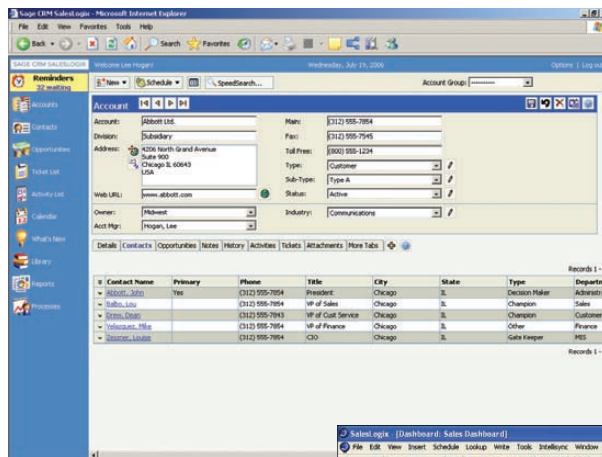 Sage CRM SalesLogix - Microsoft Internet Explorer
File Edit View Favorites Tools Help
Back Search Favorites
SAGE CRM SALESLOGIX Welcome Lee Hogan! Wednesday, July 19, 2006 Options | Log ou
Reminders
32 waiting
New Schedule SpeedSearch... Account Group: ----------
Accounts
Contacts
Opportunities
Ticket List
Activity List
Calendar
What's New
Library
Reports
Processes
Account
Account: Abbott Ltd. Main: (312) 555-7854
Division: Subsidiary Fax: (312) 555-7545
Address: 4206 North Grand Avenue Toll Free: (800) 555-1234
Suite 900
Chicago IL 60643 Type: Customer
USA
Sub-Type: Type A
Web URL: www.abbott.com Status: Active
Owner: Midwest Industry: Communications
Acct Mgr: Hogan, Lee
Details Contacts Opportunities Notes History Activities Tickets Attachments More Tabs
Records 1 -
Contact Name Primary Phone Title City State Type Departm
Abbott, John Yes (312) 555-7854 President Chicago IL Decision Maker Administr
Balbo, Lou (312) 555-7854 VP of Sales Chicago IL Champion Sales
Drew, Dean (312) 555-7843 VP of Cust Service Chicago IL Champion Customer
Velazquez, Mike (312) 555-7854 VP of Finance Chicago IL Other Finance
Zessner, Louise (312) 555-7854 CIO Chicago IL Gate Keeper MIS
Records 1 -
SalesLogix - [Dashboard: Sales Dashboard]
File Edit View Insert Schedule Lookup Write Tools Intellisync Window